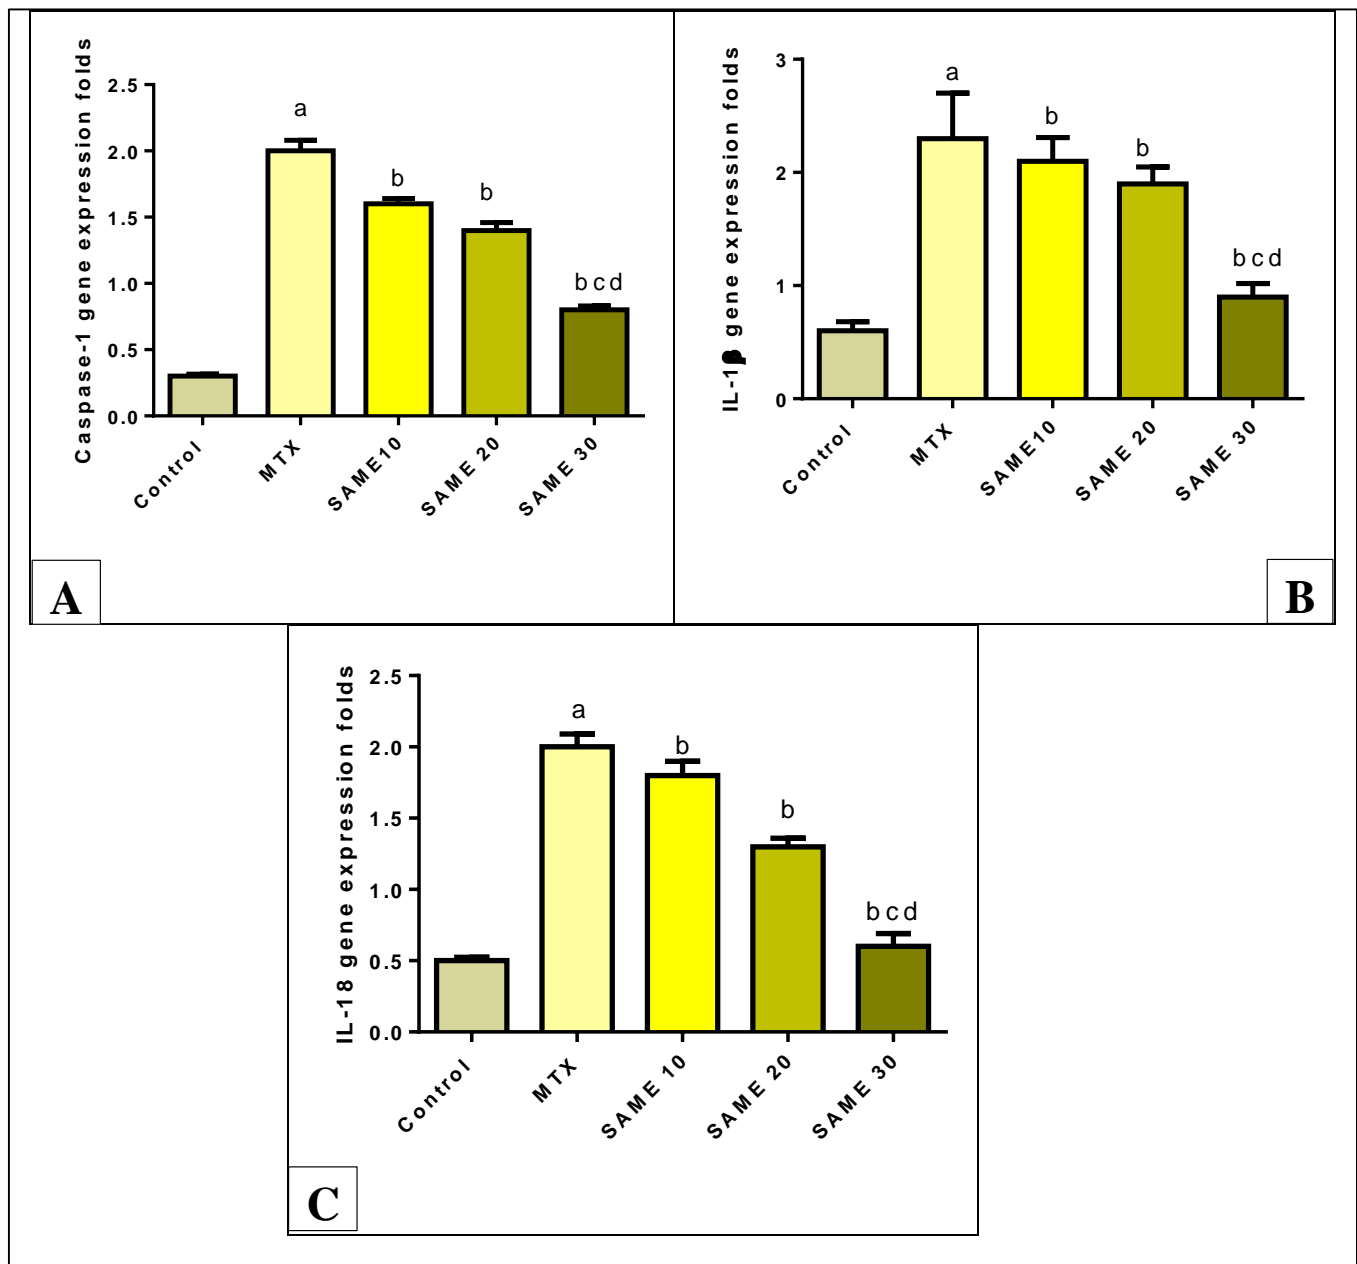 Caspase-1 gene expression folds
2.5
2.0
1.5
1.0
0.5
0.0
a
b
b
b c d
Control
MTX
SAME10
SAME 20
SAME 30
A
IL-1β gene expression folds
3
2
1
0
a
b
b
b c d
Control
MTX
SAME10
SAME 20
SAME 30
B
IL-18 gene expression folds
2.5
2.0
1.5
1.0
0.5
0.0
a
b
b
b c d
Control
MTX
SAME 10
SAME 20
SAME 30
C